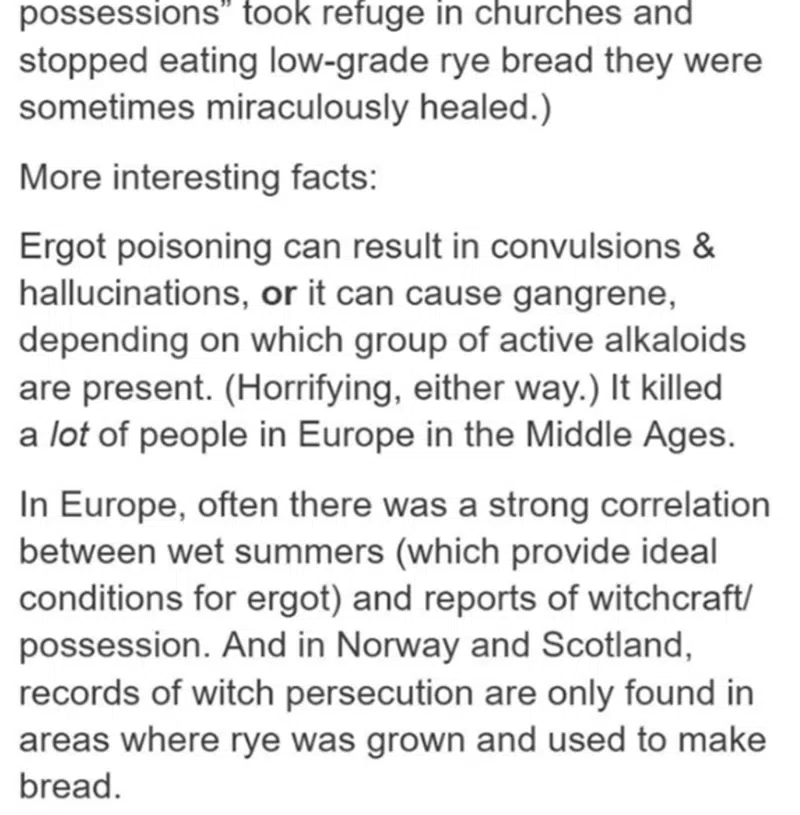 possessions” took refuge in churches and
stopped eating low-grade rye bread they were
sometimes miraculously healed.)
More interesting facts:
Ergot poisoning can result in convulsions &
hallucinations, or it can cause gangrene,
depending on which group of active alkaloids
are present. (Horrifying, either way.) It killed
a lot of people in Europe in the Middle Ages.
In Europe, often there was a strong correlation
between wet summers (which provide ideal
conditions for ergot) and reports of witchcraft/
possession. And in Norway and Scotland,
records of witch persecution are only found in
areas where rye was grown and used to make
bread.